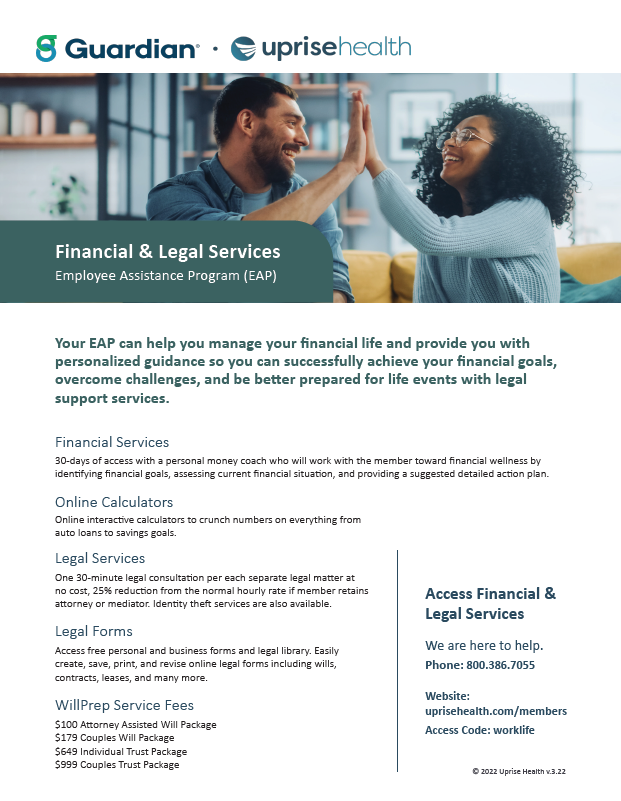 Guardian® · uprisehealth
Financial & Legal Services
Employee Assistance Program (EAP)
Your EAP can help you manage your financial life and provide you with
personalized guidance so you can successfully achieve your financial goals,
overcome challenges, and be better prepared for life events with legal
support services.
Financial Services
30-days of access with a personal money coach who will work with the member toward financial wellness by
identifying financial goals, assessing current financial situation, and providing a suggested detailed action plan.
Online Calculators
Online interactive calculators to crunch numbers on everything from
auto loans to savings goals.
Legal Services
One 30-minute legal consultation per each separate legal matter at
no cost, 25% reduction from the normal hourly rate if member retains
attorney or mediator. Identity theft services are also available.
Legal Forms
Access free personal and business forms and legal library. Easily
create, save, print, and revise online legal forms including wills,
contracts, leases, and many more.
WillPrep Service Fees
$100 Attorney Assisted Will Package
$179 Couples Will Package
$649 Individual Trust Package
$999 Couples Trust Package
Access Financial &
Legal Services
We are here to help.
Phone: 800.386.7055
Website:
uprisehealth.com/members
Access Code: worklife
© 2022 Uprise Health v.3.22